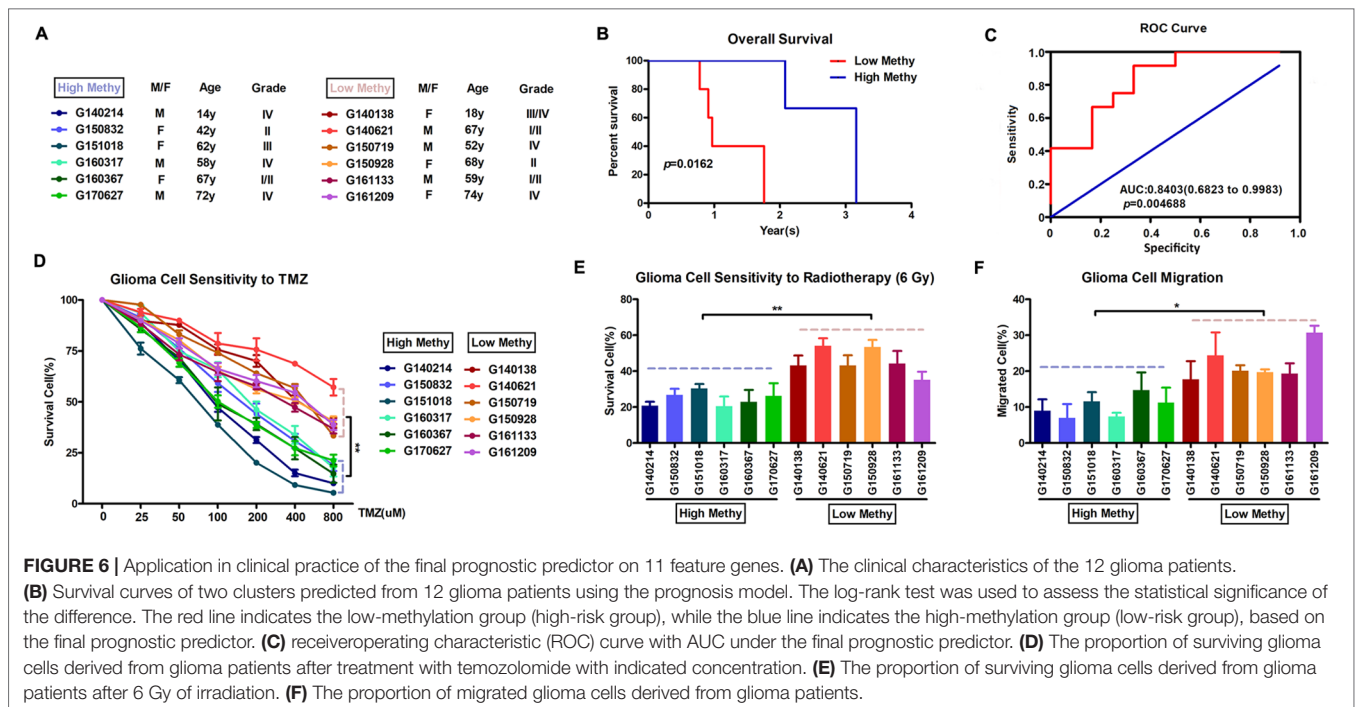 A
High Methy M/F Age Grade Low Methy M/F Age Grade
G140214 M 14y IV G140138 F 18y III/IV
G150832 F 42y II G140621 M 67y I/II
G151018 F 62y III G150719 M 52y IV
G160317 M 58y IV G150928 F 68y II
G160367 F 67y I/II G161133 M 59y I/II
G170627 M 72y IV G161209 F 74y IV
B
Overall Survival
Low Methy
High Methy
Percent survival
100
80
60
40
20
0
p=0.0162
0 1 2 3 4
Year(s)
C
ROC Curve
Sensitivity
1.0
0.8
0.6
0.4
0.2
0
AUC:0.8403(0.6823 to 0.9983)
p=0.004688
0 0.2 0.4 0.6 0.8 1.0
Specificity
D
Glioma Cell Sensitivity to TMZ
Survival Cell(%)
100
75
50
25
0
**
0 25 50 100 200 400 800 TMZ(uM)
High Methy Low Methy
G140214 G140138
G150832 G140621
G151018 G150719
G160317 G150928
G160367 G161133
G170627 G161209
E
Glioma Cell Sensitivity to Radiotherapy (6 Gy)
Survival Cell(%)
80
60
40
20
0
**
G140214 G150832 G151018 G160317 G160367 G170627 G140138 G140621 G150719 G150928 G161133 G161209
High Methy Low Methy
F
Glioma Cell Migration
Migrated Cell(%)
40
30
20
10
0
*
G140214 G150832 G151018 G160317 G160367 G170627 G140138 G140621 G150719 G150928 G161133 G161209
High Methy Low Methy
FIGURE 6 | Application in clinical practice of the final prognostic predictor on 11 feature genes. (A) The clinical characteristics of the 12 glioma patients.
(B) Survival curves of two clusters predicted from 12 glioma patients using the prognosis model. The log-rank test was used to assess the statistical significance of
the difference. The red line indicates the low-methylation group (high-risk group), while the blue line indicates the high-methylation group (low-risk group), based on
the final prognostic predictor. (C) receiveroperating characteristic (ROC) curve with AUC under the final prognostic predictor. (D) The proportion of surviving glioma
cells derived from glioma patients after treatment with temozolomide with indicated concentration. (E) The proportion of surviving glioma cells derived from glioma
patients after 6 Gy of irradiation. (F) The proportion of migrated glioma cells derived from glioma patients.